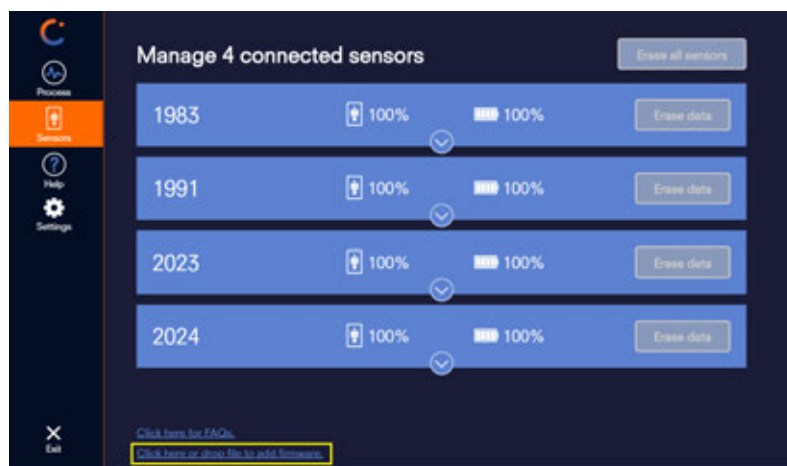 Manage 4 connected sensors
Erase all sensors
Process
1983 100% 100% Erase data
Sensors
1991 100% 100% Erase data
Help
Settings
2023 100% 100% Erase data
2024 100% 100% Erase data
Click here for FAQs.
Exit
Click here or drop file to add firmware.